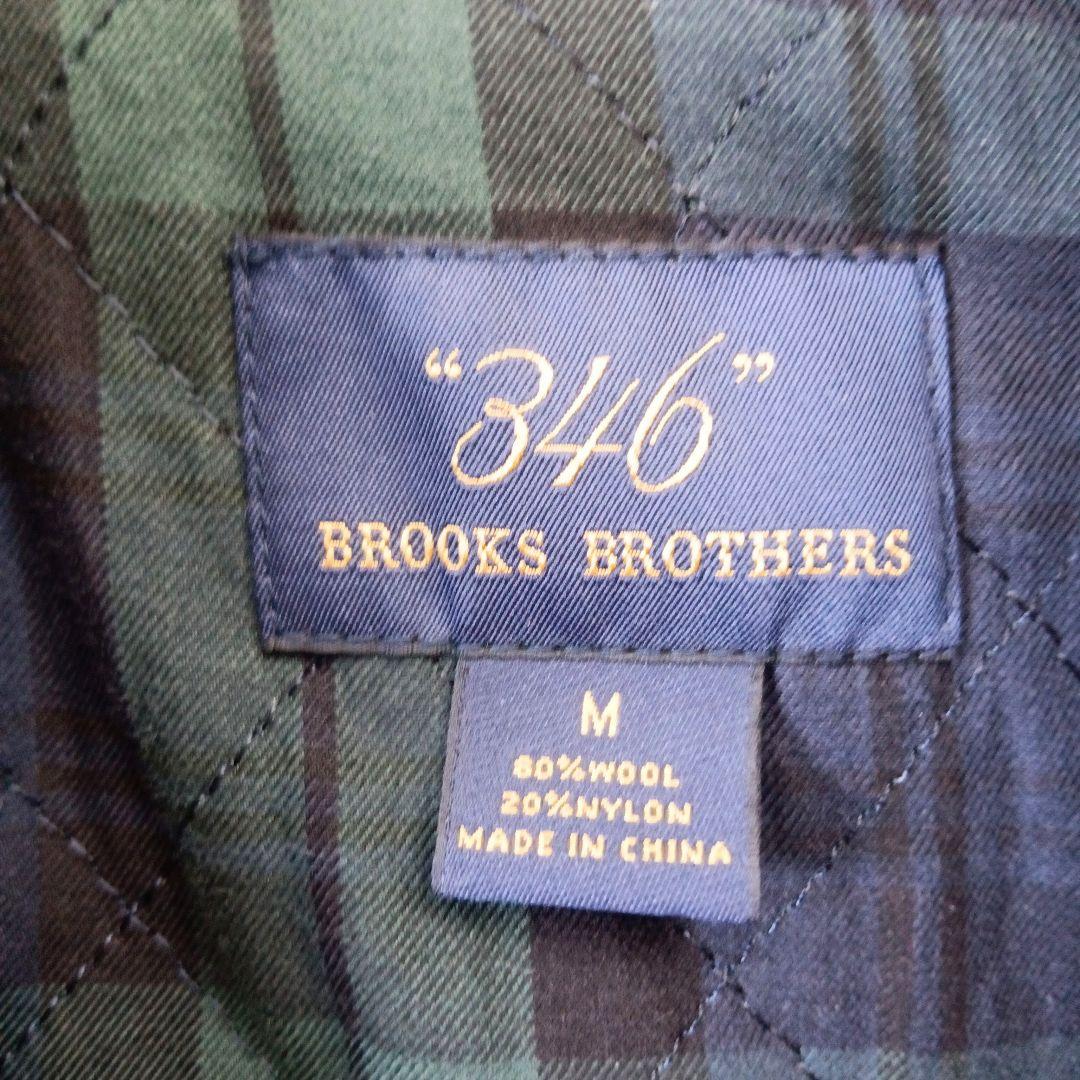 “346”
BROOKS BROTHERS
M
80%WOOL
20%NYLON
MADE IN CHINA